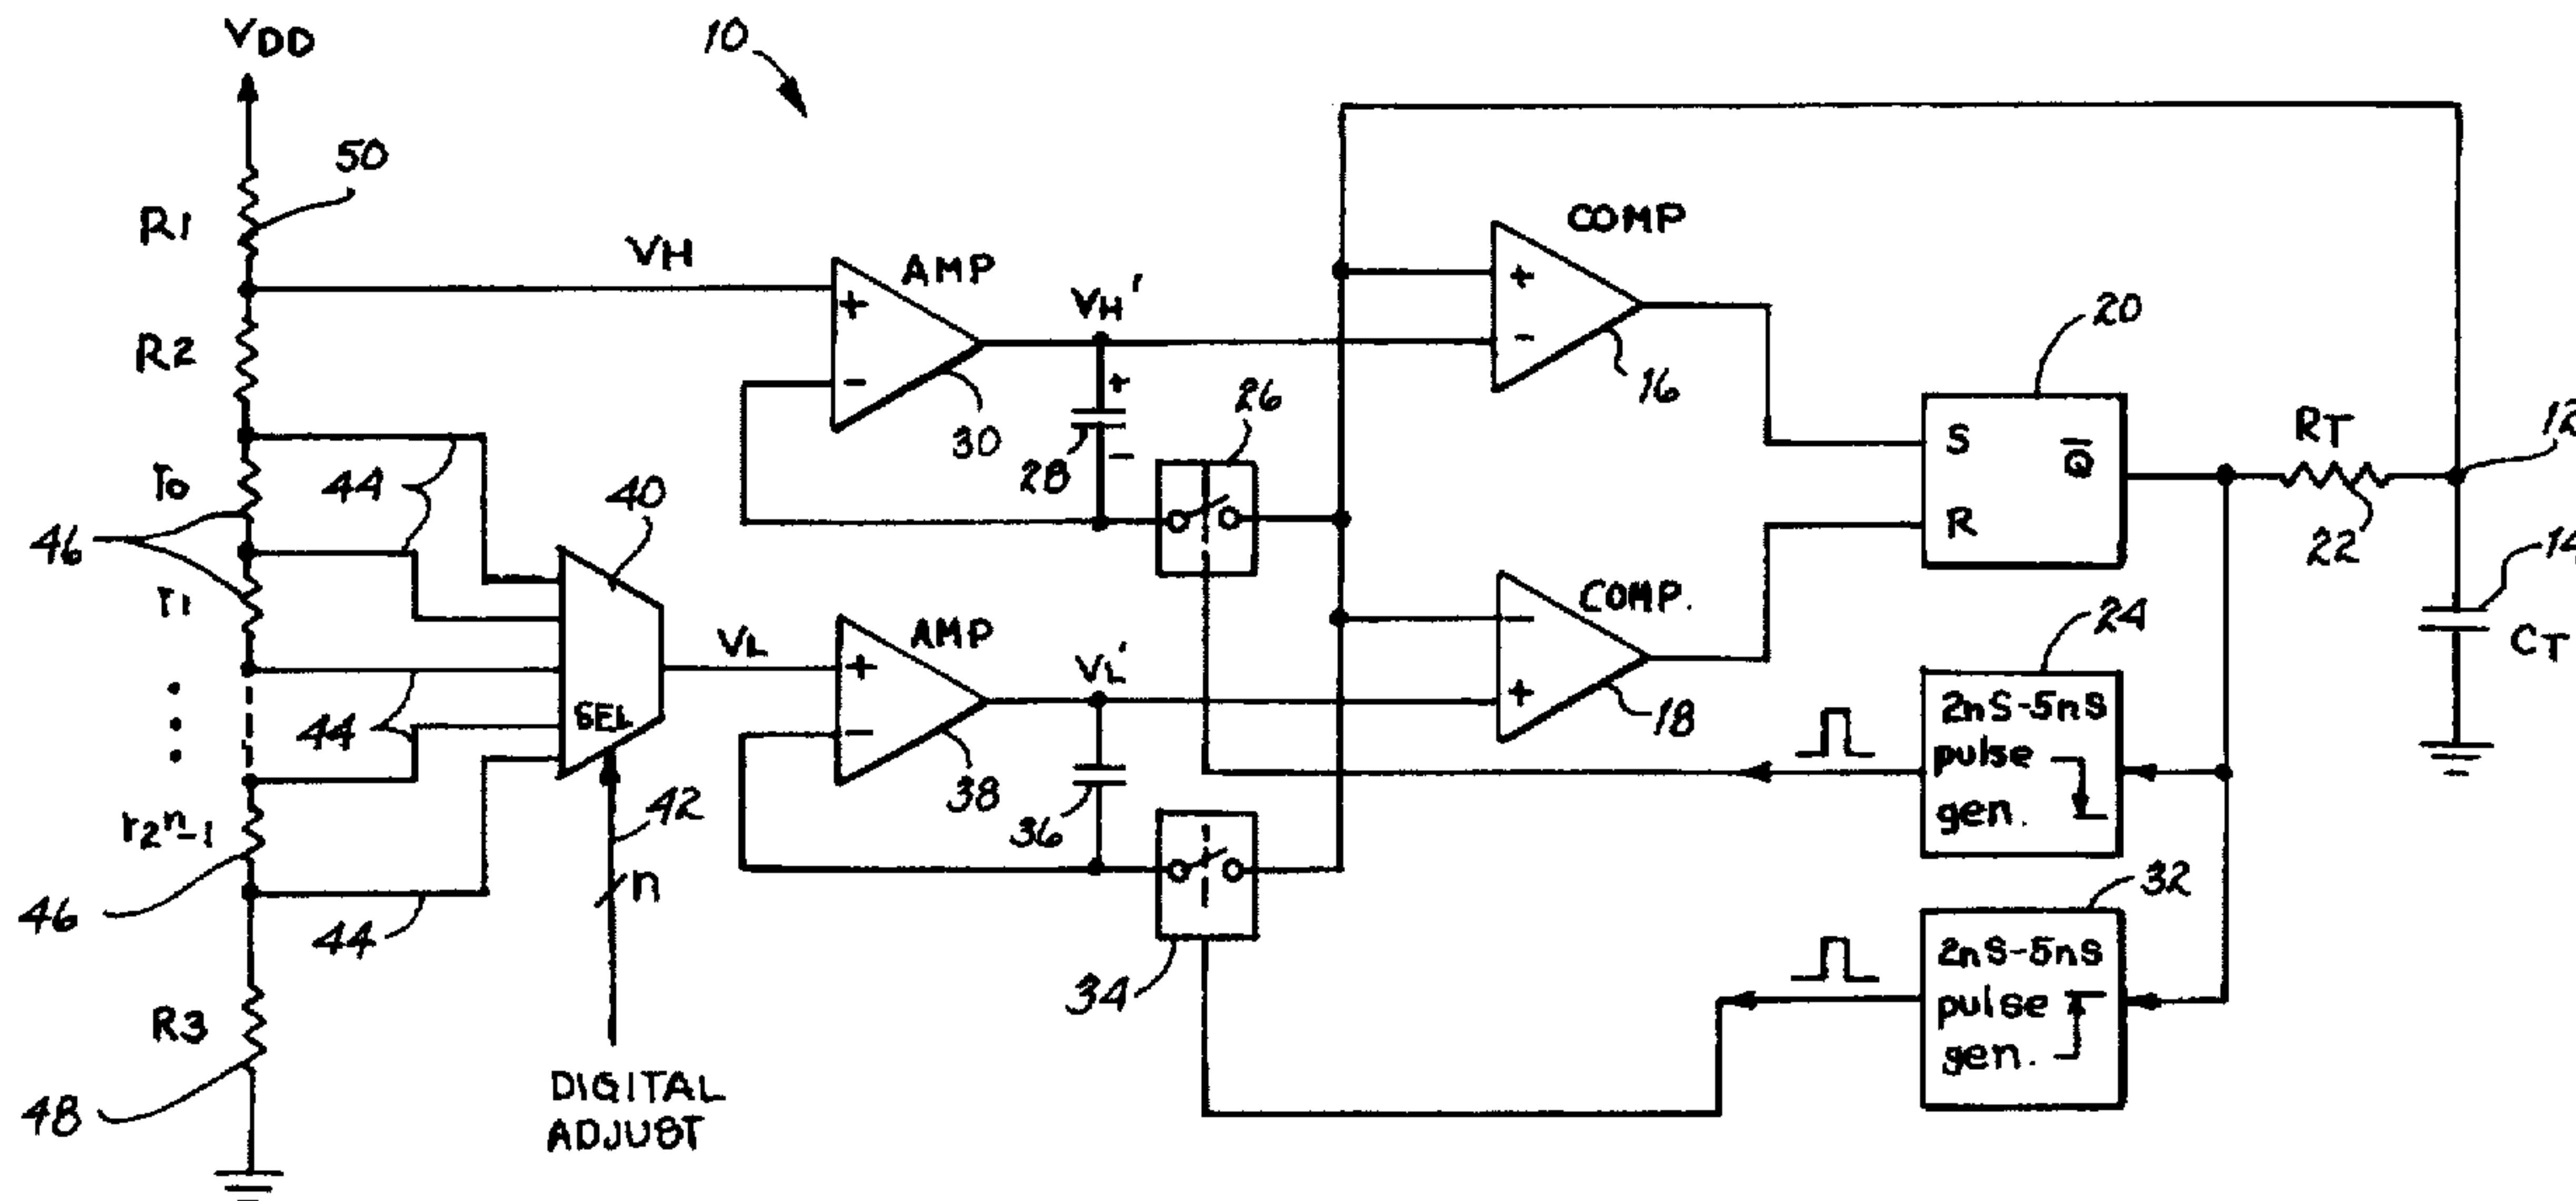 VDD
10
50
R1
VH
AMP
+
-
30
VH'
+
-
28
COMP
+
-
16
20
S
R
Q̅
RT
22
12
14
CT
R2
26
r0
44
46
r1
40
SEL
VL
AMP
+
-
38
VL'
36
COMP.
-
+
18
24
2nS-5nS
pulse
gen.
44
r2ⁿ-1
46
42
n
44
34
32
2nS-5nS
pulse
gen.
R3
48
DIGITAL
ADJUST